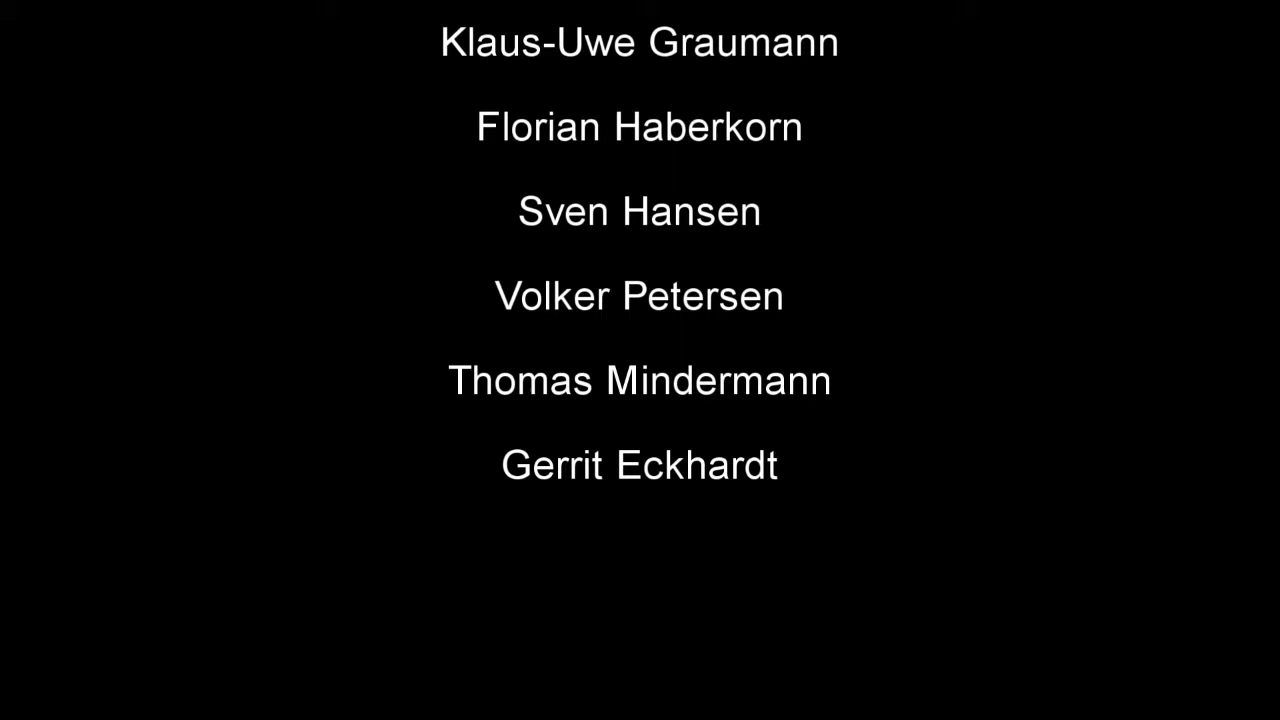 Klaus-Uwe Graumann
Florian Haberkorn
Sven Hansen
Volker Petersen
Thomas Mindermann
Gerrit Eckhardt